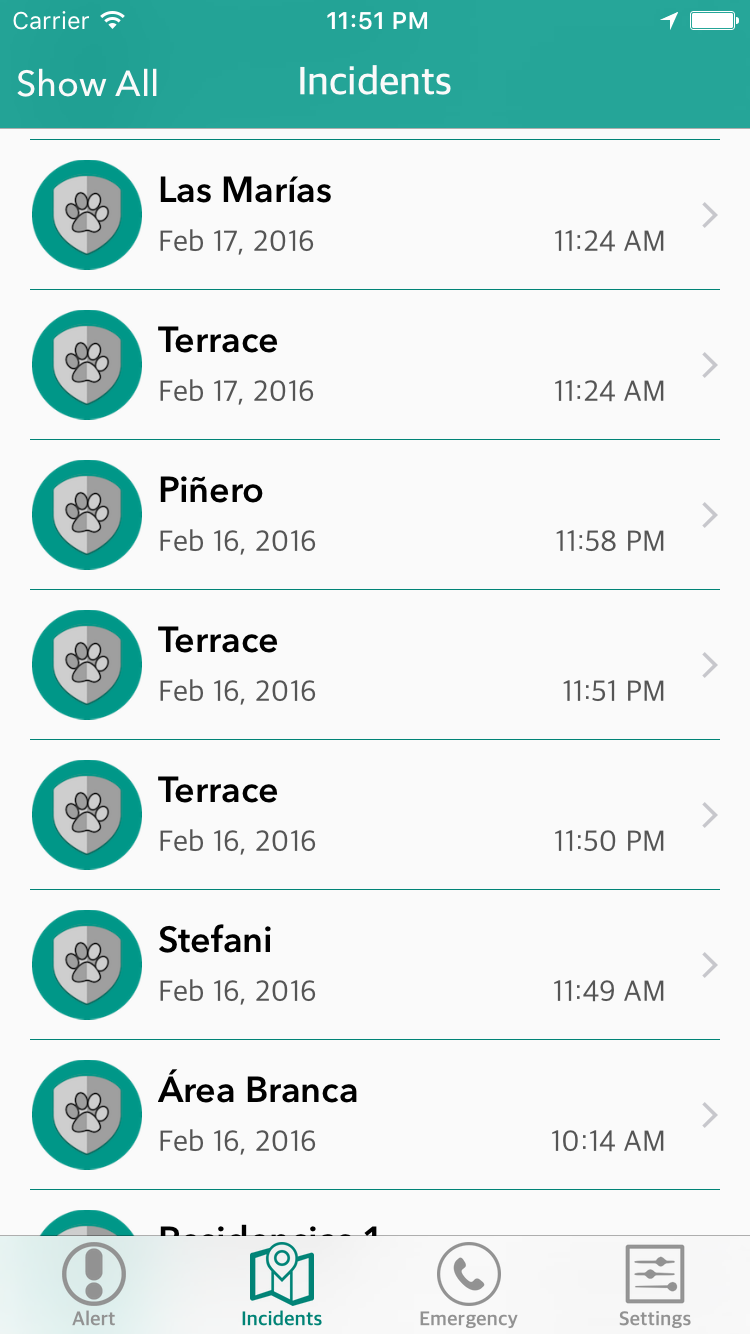 Carrier 11:51 PM
Show All Incidents
Las Marías
Feb 17, 2016 11:24 AM
Terrace
Feb 17, 2016 11:24 AM
Piñero
Feb 16, 2016 11:58 PM
Terrace
Feb 16, 2016 11:51 PM
Terrace
Feb 16, 2016 11:50 PM
Stefani
Feb 16, 2016 11:49 AM
Área Branca
Feb 16, 2016 10:14 AM
Alert Incidents Emergency Settings